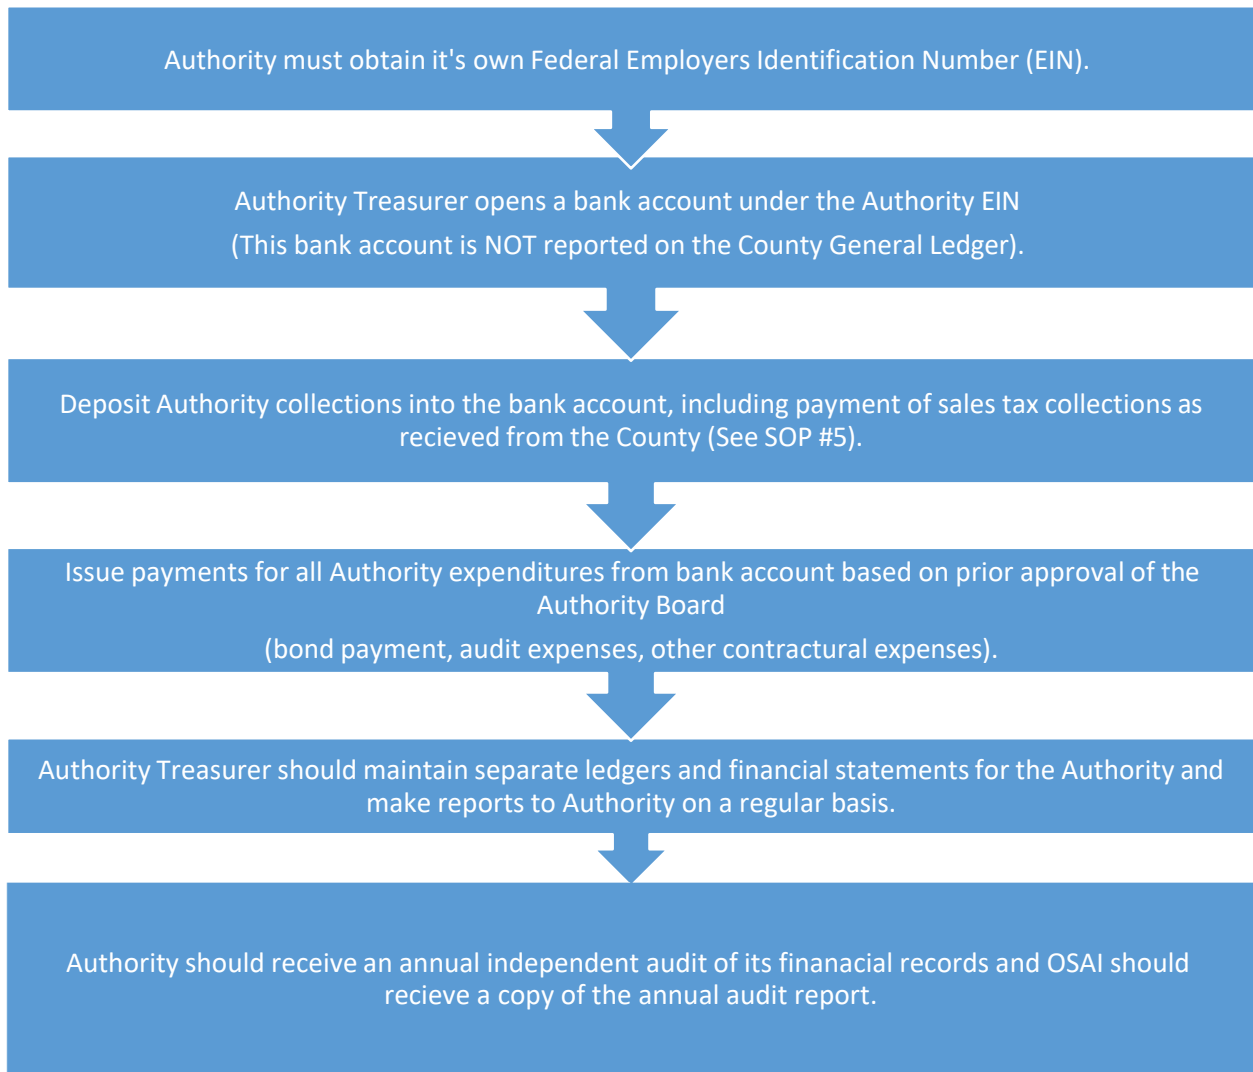 Authority must obtain it's own Federal Employers Identification Number (EIN).
Authority Treasurer opens a bank account under the Authority EIN
(This bank account is NOT reported on the County General Ledger).
Deposit Authority collections into the bank account, including payment of sales tax collections as
recieved from the County (See SOP #5).
Issue payments for all Authority expenditures from bank account based on prior approval of the
Authority Board
(bond payment, audit expenses, other contractural expenses).
Authority Treasurer should maintain separate ledgers and financial statements for the Authority and
make reports to Authority on a regular basis.
Authority should receive an annual independent audit of its finanacial records and OSAI should
recieve a copy of the annual audit report.